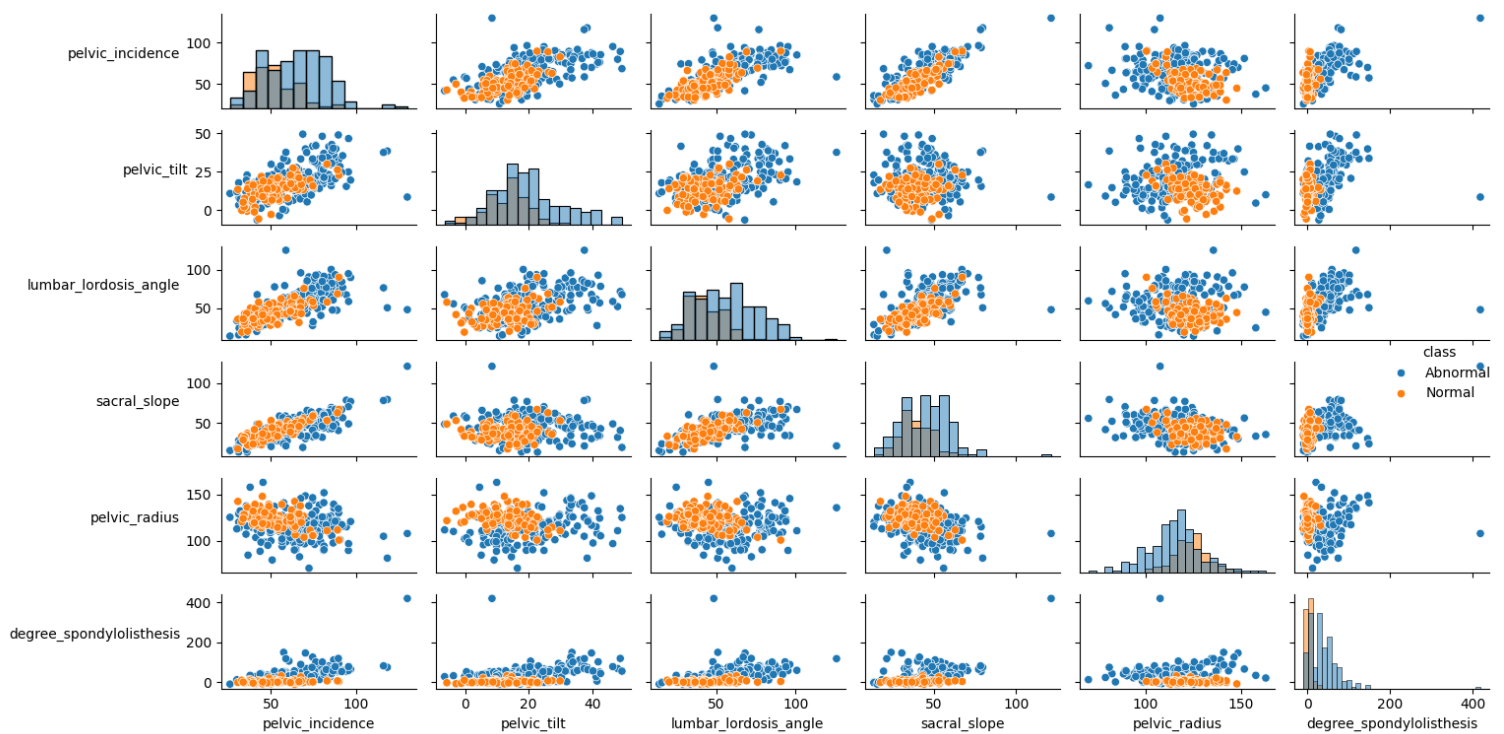 pelvic_incidence
100
50
pelvic_tilt
50
25
0
lumbar_lordosis_angle
100
50
0
class
Abnormal
Normal
sacral_slope
100
50
0
pelvic_radius
150
100
degree_spondylolisthesis
400
200
0
50 100
0 20 40
50 100
50 100
100 150
0 200 400
pelvic_incidence
pelvic_tilt
lumbar_lordosis_angle
sacral_slope
pelvic_radius
degree_spondylolisthesis